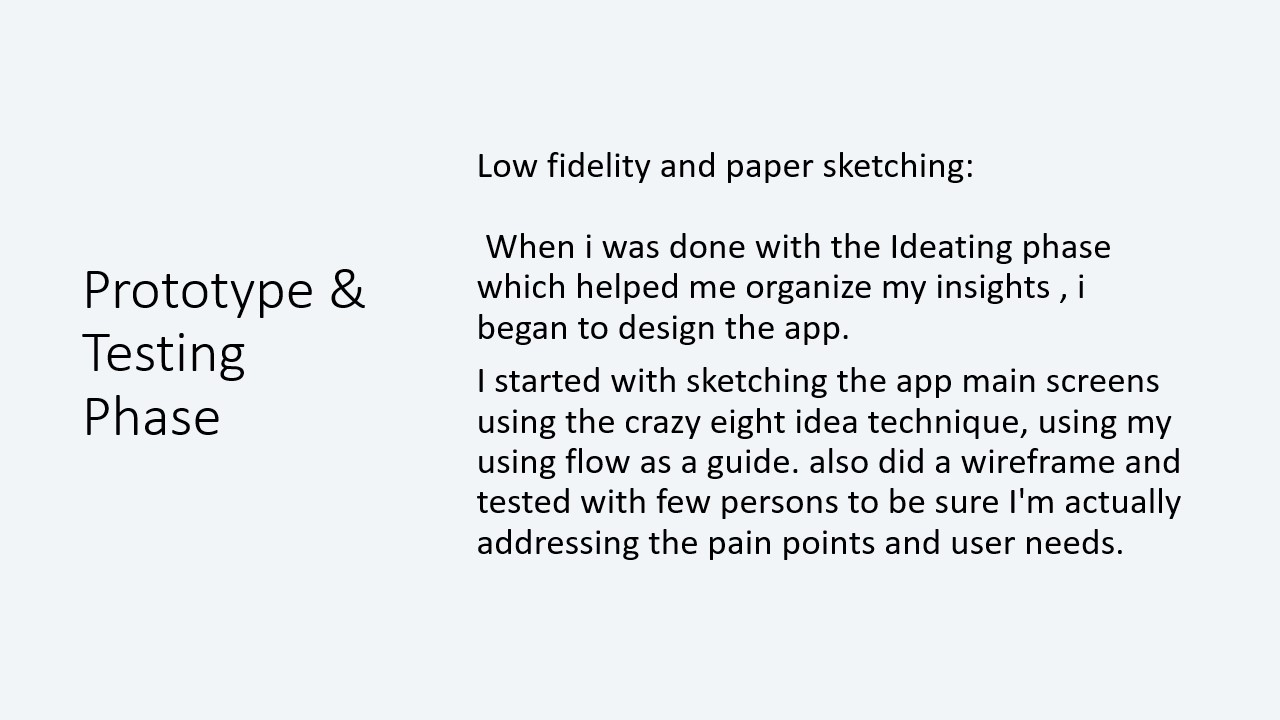 Prototype &
Testing
Phase
Low fidelity and paper sketching:
When i was done with the Ideating phase
which helped me organize my insights , i
began to design the app.
I started with sketching the app main screens
using the crazy eight idea technique, using my
using flow as a guide. also did a wireframe and
tested with few persons to be sure I'm actually
addressing the pain points and user needs.